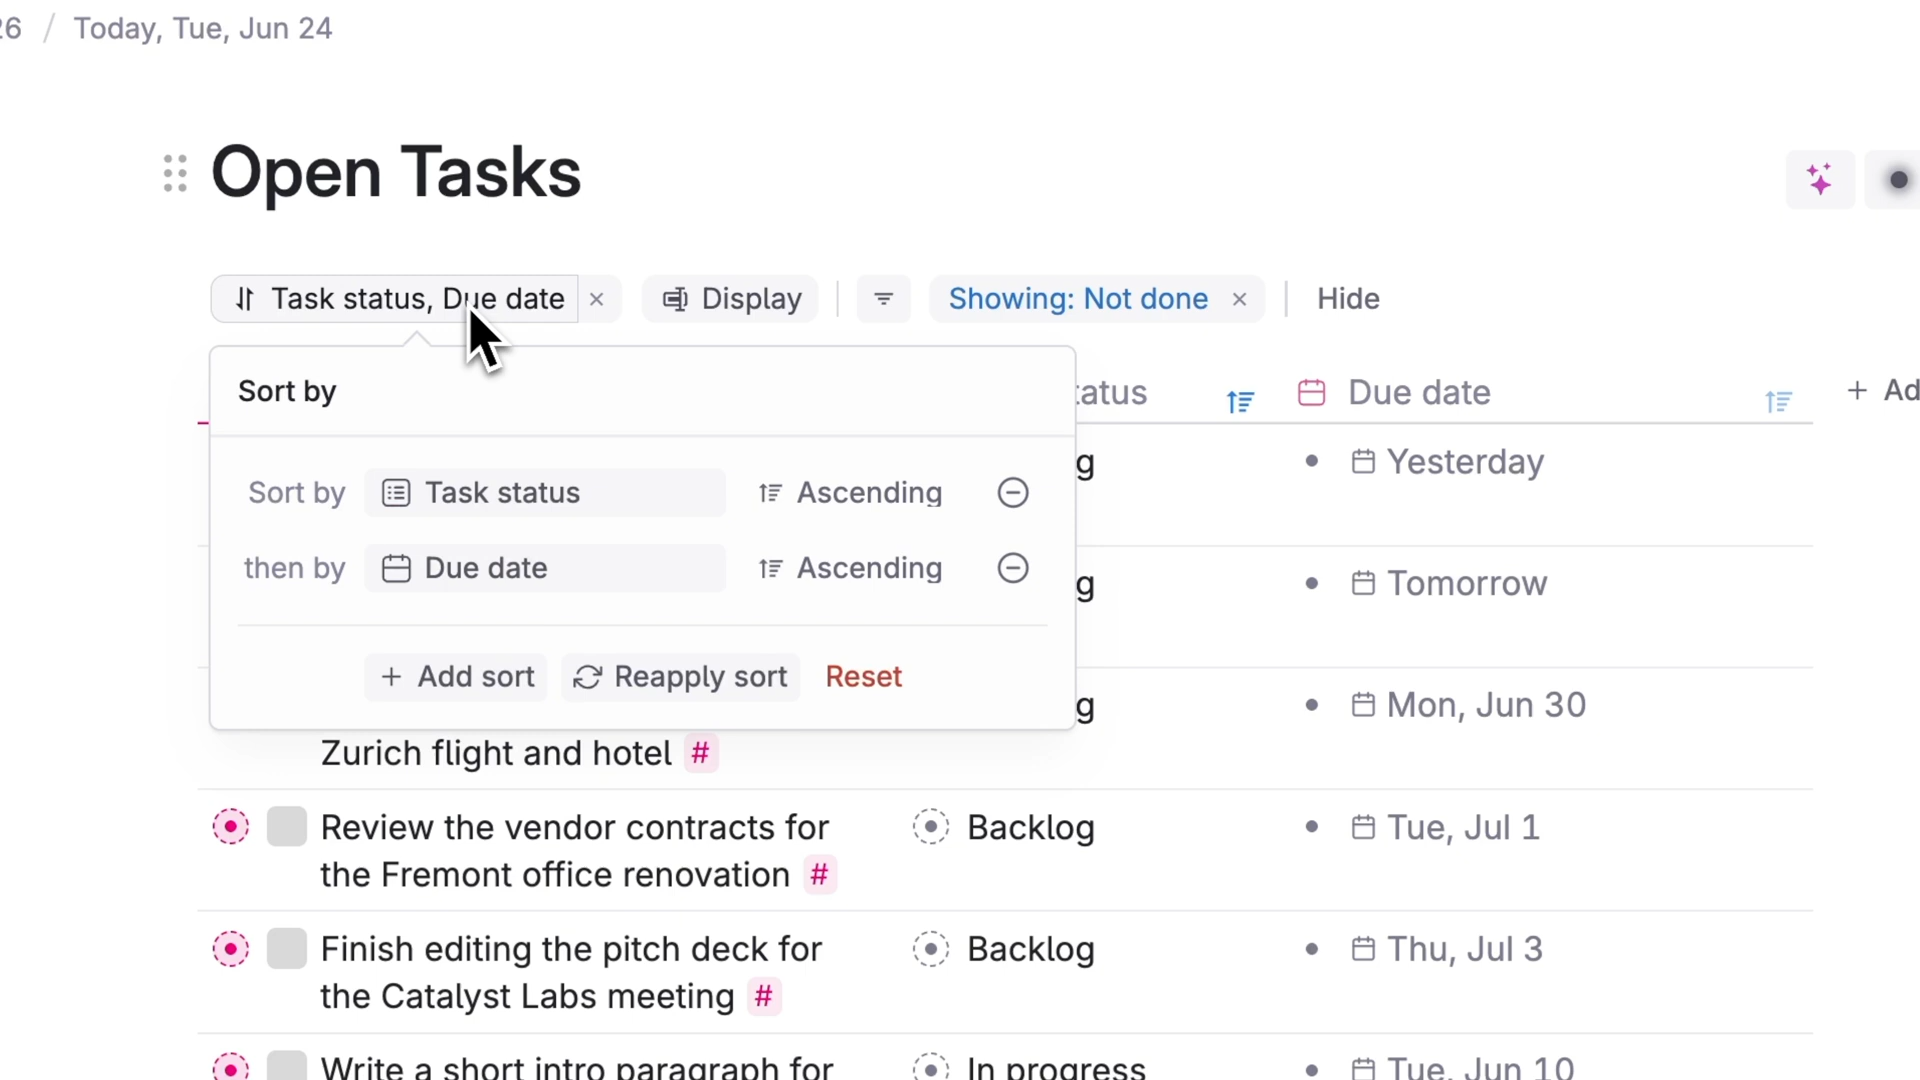 26 / Today, Tue, Jun 24
Open Tasks
Task status, Due date × Display Showing: Not done × Hide
Sort by
tatus Due date + Ad
Sort by Task status Ascending
g Yesterday
then by Due date Ascending
g Tomorrow
+ Add sort Reapply sort Reset
g Mon, Jun 30
Zurich flight and hotel #
Review the vendor contracts for Backlog Tue, Jul 1
the Fremont office renovation #
Finish editing the pitch deck for Backlog Thu, Jul 3
the Catalyst Labs meeting #
Write a short intro paragraph for In progress Tue, Jun 10